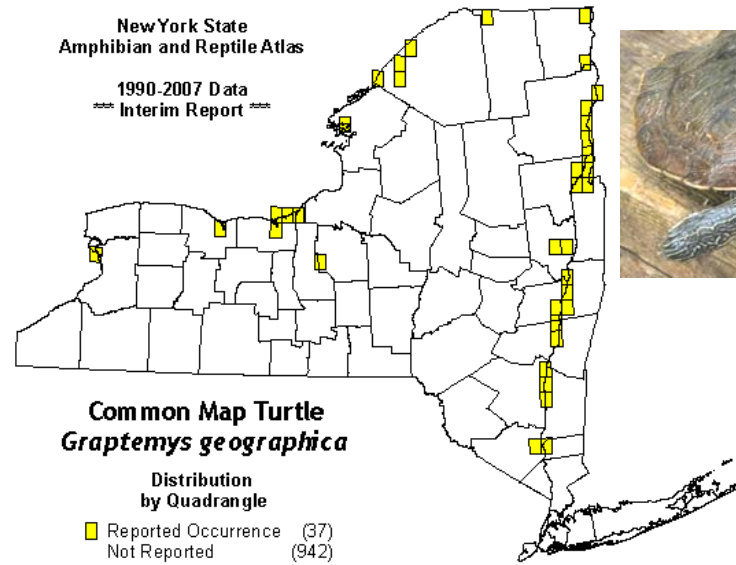 New York State
Amphibian and Reptile Atlas
1990-2007 Data
*** Interim Report ***
Common Map Turtle
Graptemys geographica
Distribution
by Quadrangle
Reported Occurrence (37)
Not Reported (942)